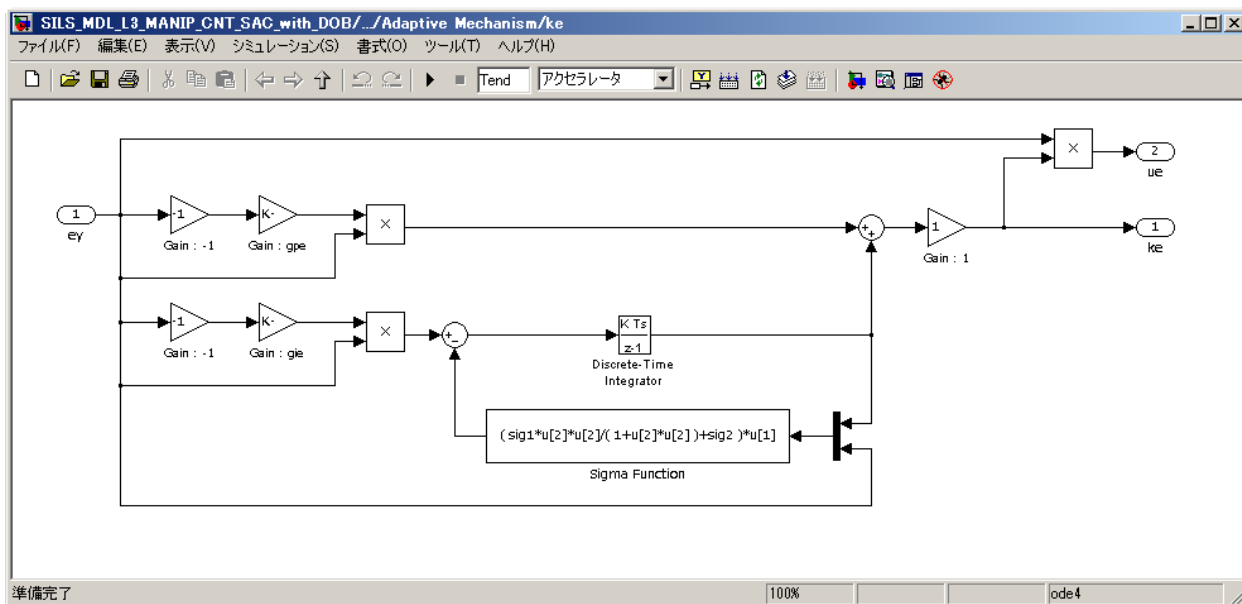 SILS_MDL_L3_MANIP_CNT_SAC_with_DOB/.../Adaptive Mechanism/ke
ファイル(F) 編集(E) 表示(V) シミュレーション(S) 書式(O) ツール(T) ヘルプ(H)
Tend アクセラレータ
×
2
ue
1
ey
-1
Gain : -1
K-
Gain : gpe
×
+
+
1
Gain : 1
1
ke
-1
Gain : -1
K-
Gain : gie
×
+
-
K Ts
z-1
Discrete-Time
Integrator
( sig1*u[2]*u[2]/( 1+u[2]*u[2] )+sig2 )*u[1]
Sigma Function
準備完了 100% ode4